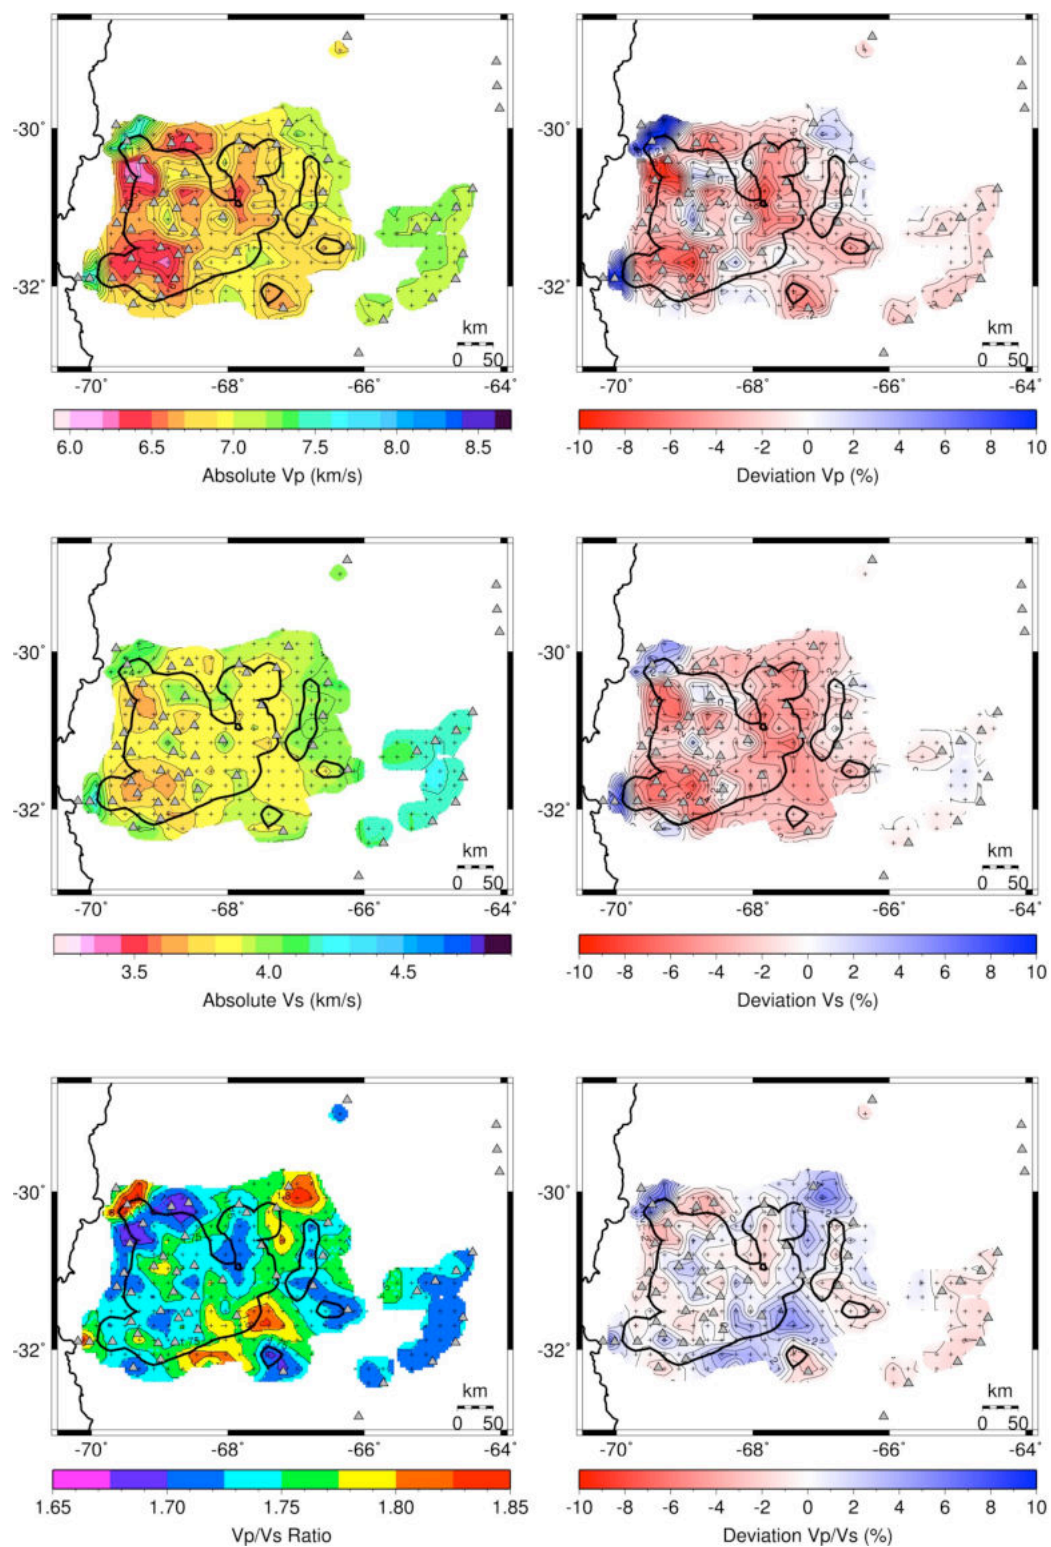 -30° -30°
-32° -32°
km km
0 50 0 50
-70° -68° -66° -64° -70° -68° -66° -64°
6.0 6.5 7.0 7.5 8.0 8.5 -10 -8 -6 -4 -2 0 2 4 6 8 10
Absolute Vp (km/s) Deviation Vp (%)
-30° -30°
-32° -32°
km km
0 50 0 50
-70° -68° -66° -64° -70° -68° -66° -64°
3.5 4.0 4.5 -10 -8 -6 -4 -2 0 2 4 6 8 10
Absolute Vs (km/s) Deviation Vs (%)
-30° -30°
-32° -32°
km km
0 50 0 50
-70° -68° -66° -64° -70° -68° -66° -64°
1.65 1.70 1.75 1.80 1.85 -10 -8 -6 -4 -2 0 2 4 6 8 10
Vp/Vs Ratio Deviation Vp/Vs (%)